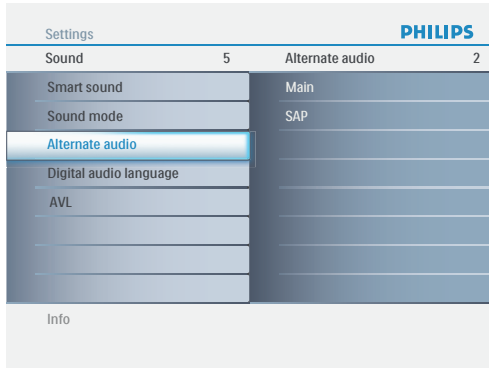 Settings
PHILIPS
Sound 5
Alternate audio 2
Smart sound
Main
Sound mode
SAP
Alternate audio
Digital audio language
AVL
Info